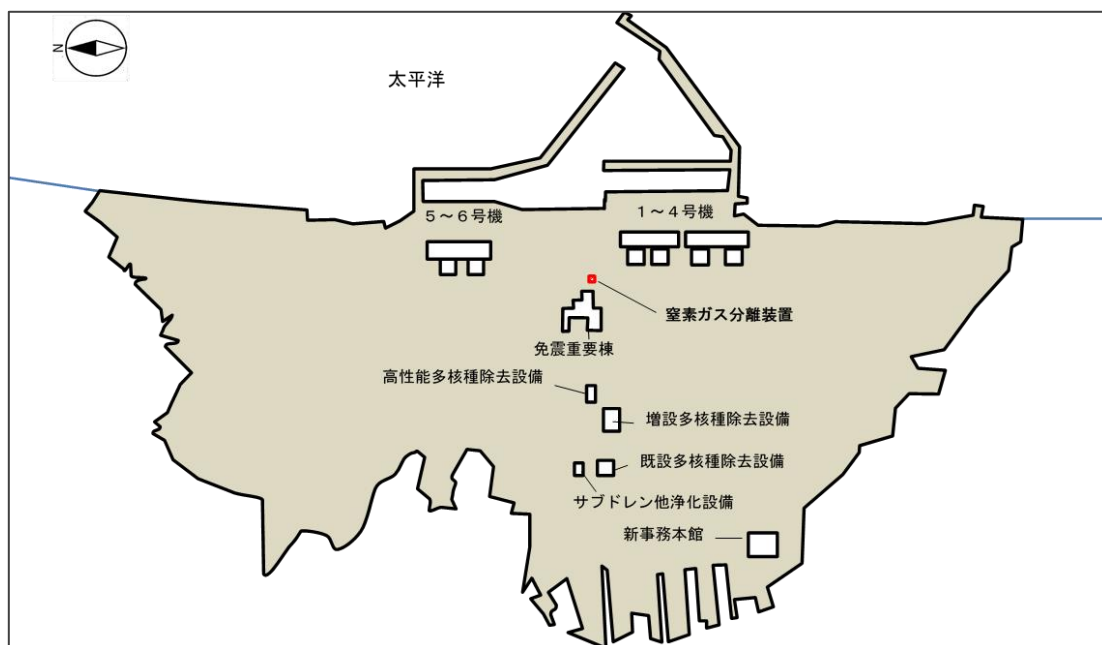 N
太平洋
５～６号機
１～４号機
窒素ガス分離装置
免震重要棟
高性能多核種除去設備
増設多核種除去設備
既設多核種除去設備
サブドレン他浄化設備
新事務本館